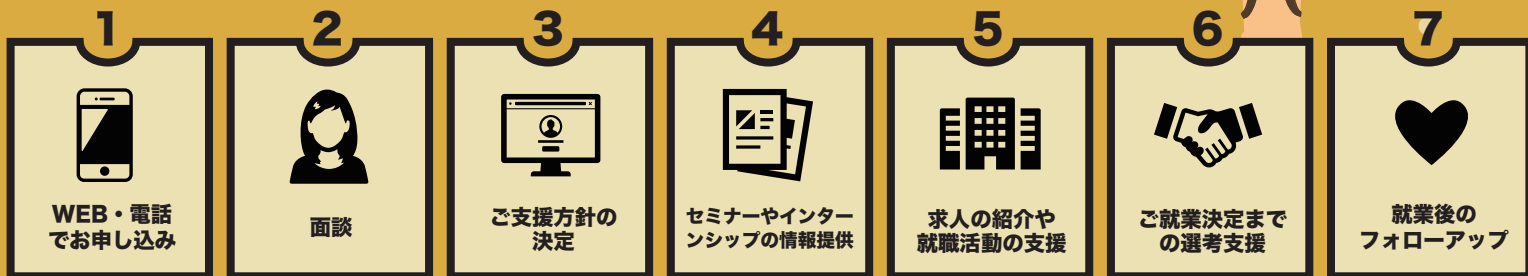 1
WEB・電話
でお申し込み
2
面談
3
ご支援方針の
決定
4
セミナーやインター
ンシップの情報提供
5
求人の紹介や
就職活動の支援
6
ご就業決定まで
の選考支援
7
就業後の
フォローアップ